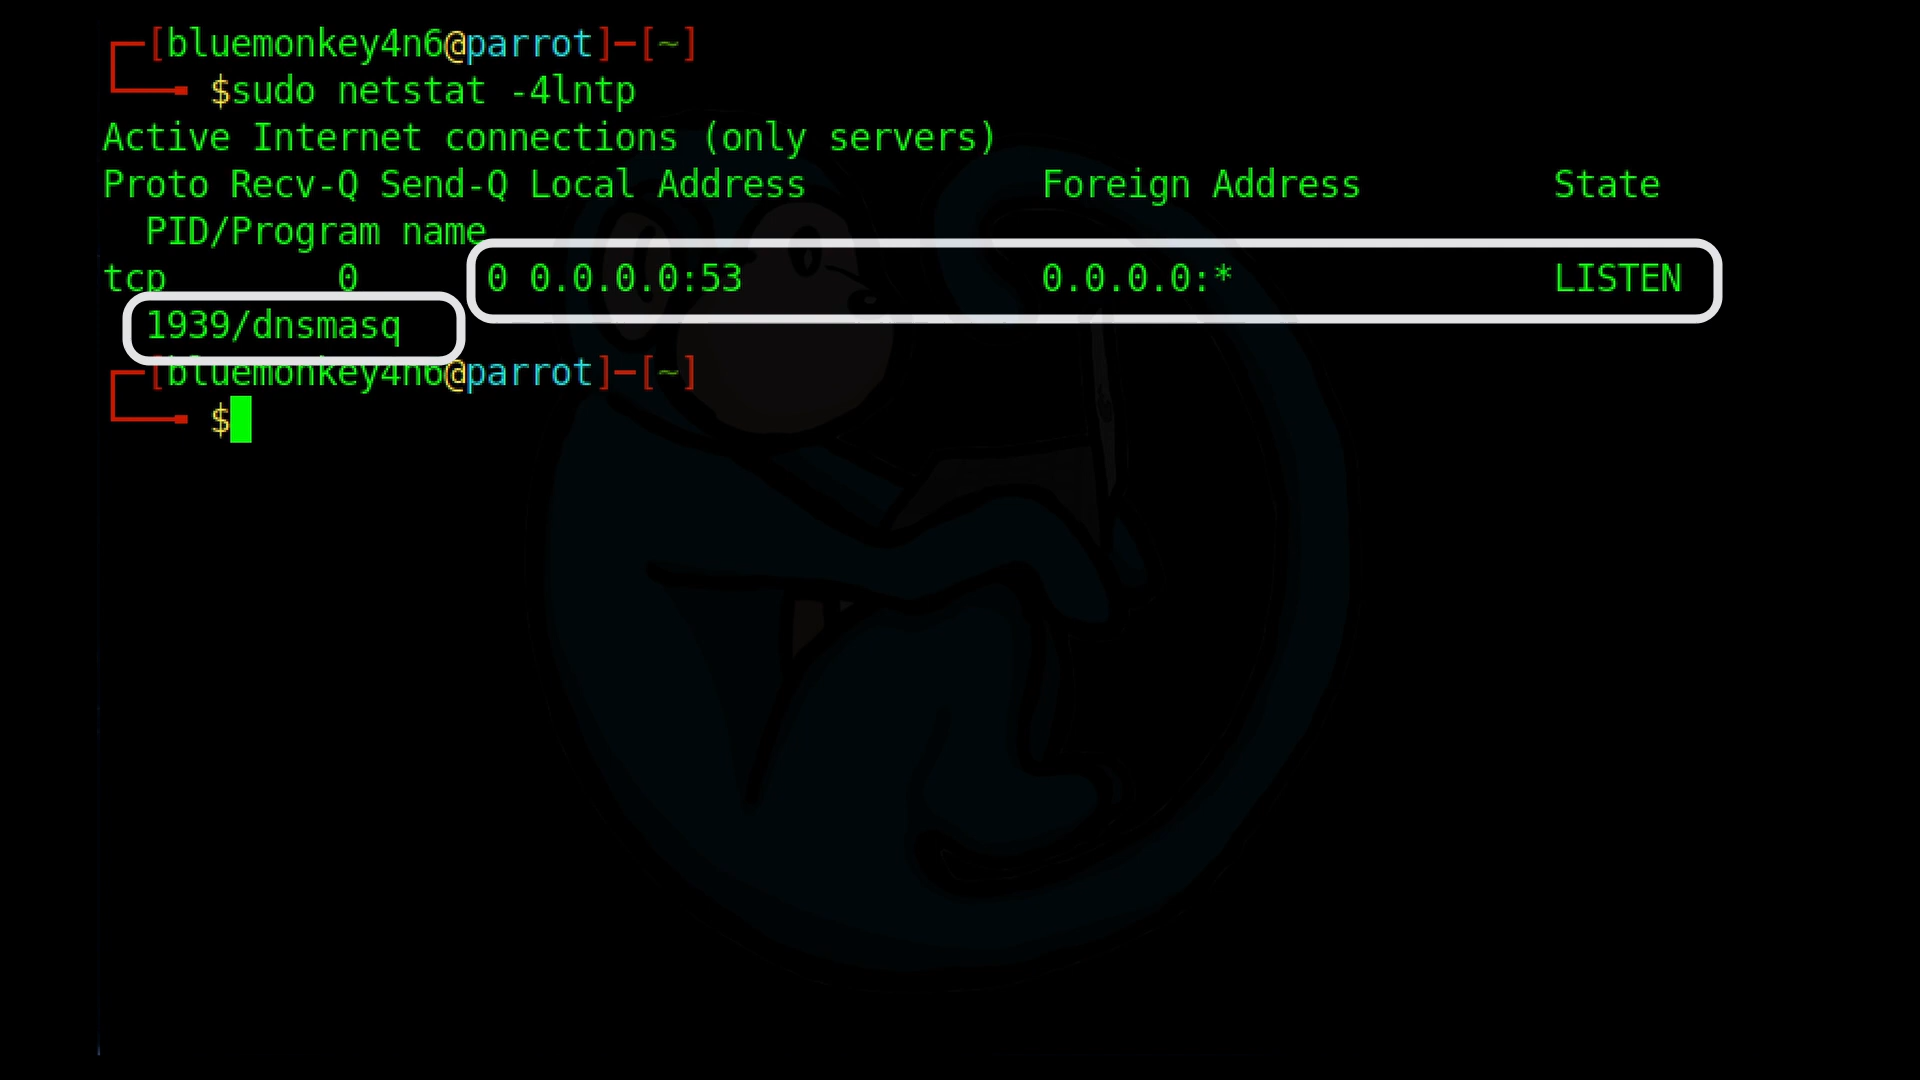 ┌─[bluemonkey4n6@parrot]─[~]
└──╼ $sudo netstat -4lntp
Active Internet connections (only servers)
Proto Recv-Q Send-Q Local Address           Foreign Address         State
  PID/Program name
tcp        0      0 0.0.0.0:53              0.0.0.0:*               LISTEN
  1939/dnsmasq
┌─[bluemonkey4n6@parrot]─[~]
└──╼ $